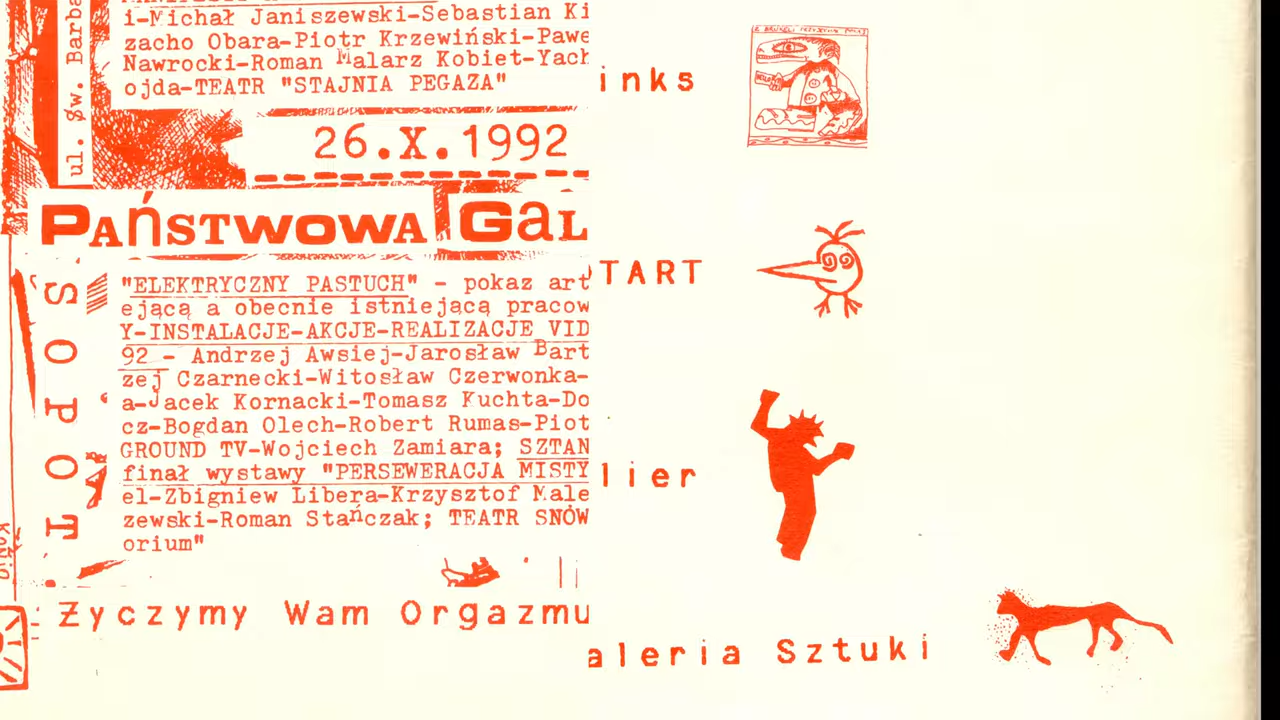 ul. św. Barba
i-Michał Janiszewski-Sebastian Ki
zacho Obara-Piotr Krzewiński-Pawe
Nawrocki-Roman Malarz Kobiet-Yach
ojda-TEATR "STAJNIA PEGAZA"
26.X.1992
PAńSTWOWA GaL
SOPOT
"ELEKTRYCZNY PASTUCH" - pokaz art
ejącą a obecnie istniejącą pracow
Y-INSTALACJE-AKCJE-REALIZACJE VID
92 - Andrzej Awsiej-Jarosław Bart
zej Czarnecki-Witosław Czerwonka-
a-Jacek Kornacki-Tomasz Kuchta-Do
cz-Bogdan Olech-Robert Rumas-Piot
GROUND TV-Wojciech Zamiara; SZTAN
finał wystawy "PERSEWERACJA MISTY
el-Zbigniew Libera-Krzysztof Male
zewski-Roman Stańczak; TEATR SNÓW
orium"
Życzymy Wam Orgazmu
inks
TART
lier
aleria Sztuki